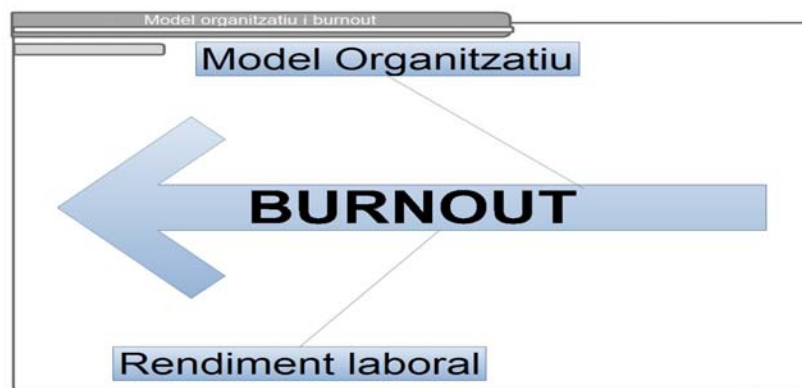 Model organitzatiu i burnout
Model Organitzatiu
BURNOUT
Rendiment laboral